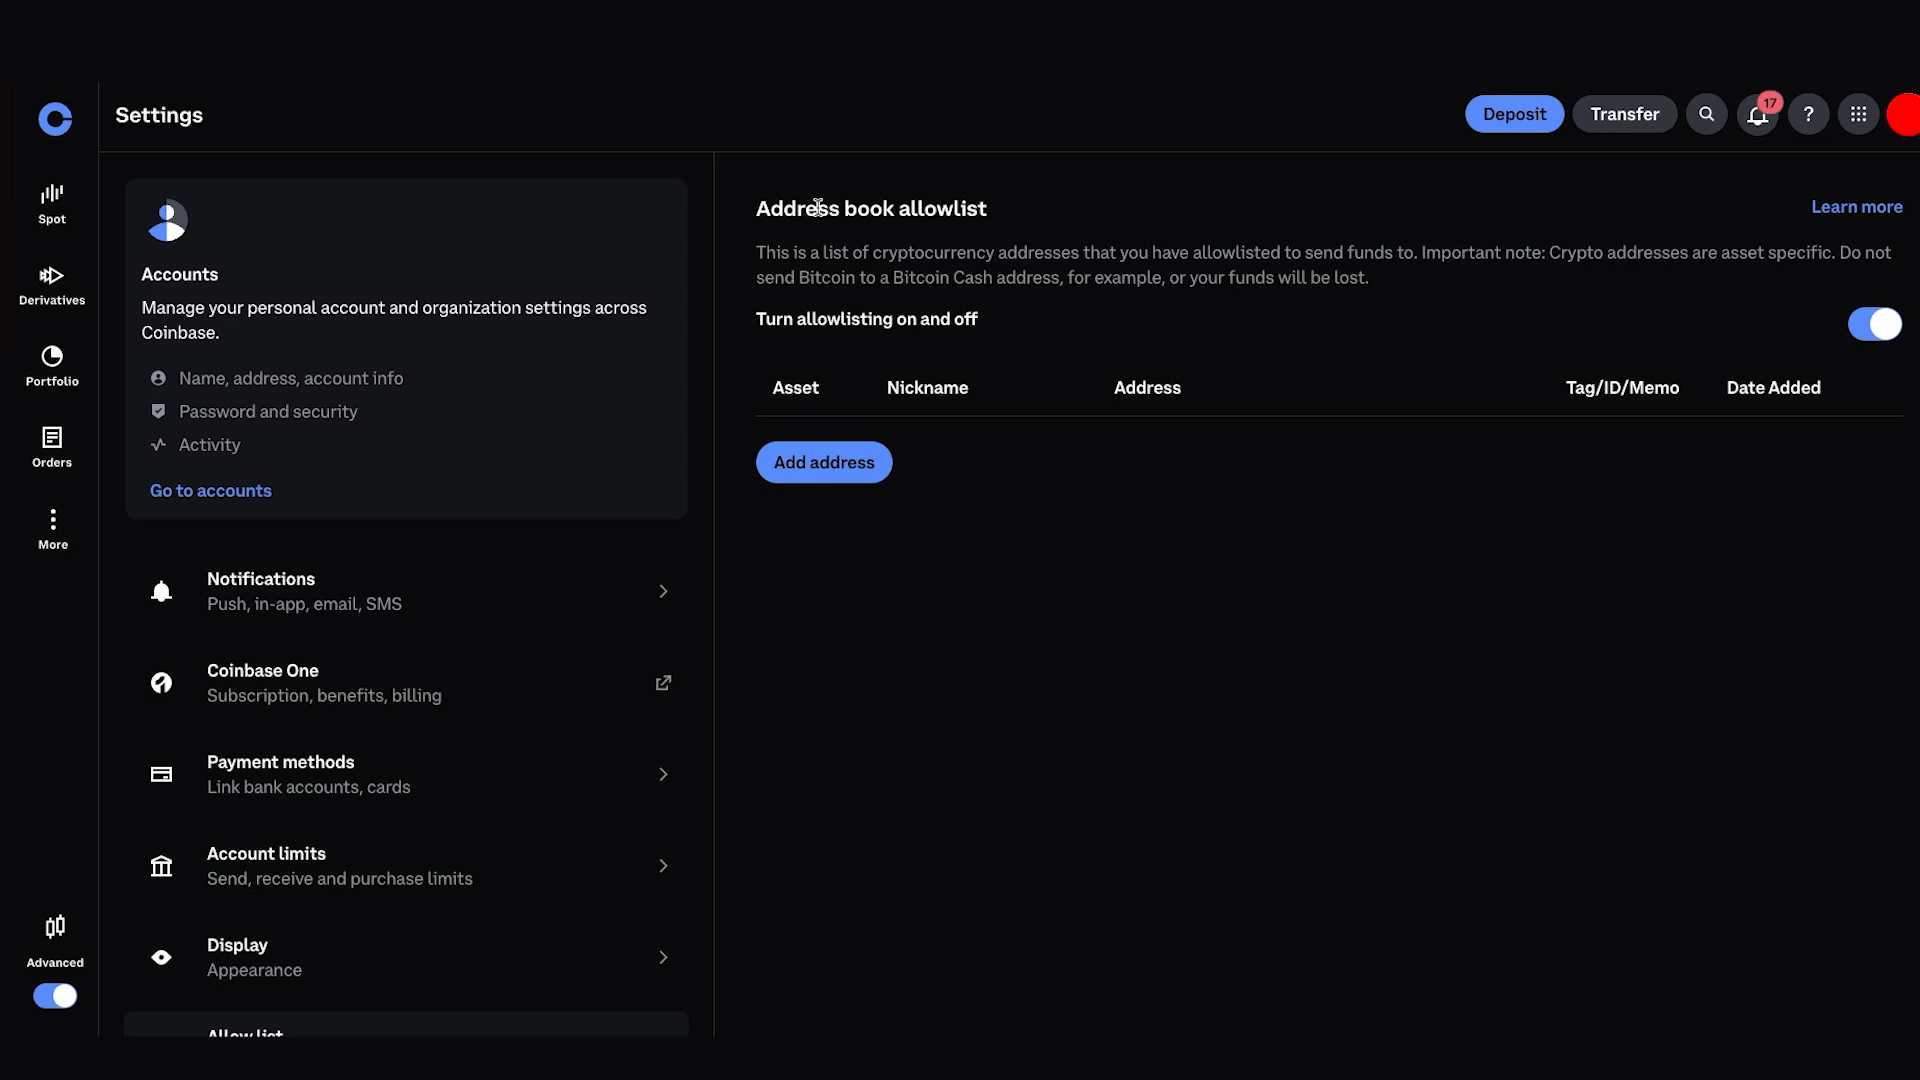 Settings
Deposit
Transfer
17
?
Spot
Derivatives
Portfolio
Orders
More
Advanced
Accounts
Manage your personal account and organization settings across
Coinbase.
Name, address, account info
Password and security
Activity
Go to accounts
Notifications
Push, in-app, email, SMS
Coinbase One
Subscription, benefits, billing
Payment methods
Link bank accounts, cards
Account limits
Send, receive and purchase limits
Display
Appearance
Allow list
Address book allowlist
Learn more
This is a list of cryptocurrency addresses that you have allowlisted to send funds to. Important note: Crypto addresses are asset specific. Do not
send Bitcoin to a Bitcoin Cash address, for example, or your funds will be lost.
Turn allowlisting on and off
Asset Nickname Address Tag/ID/Memo Date Added
Add address